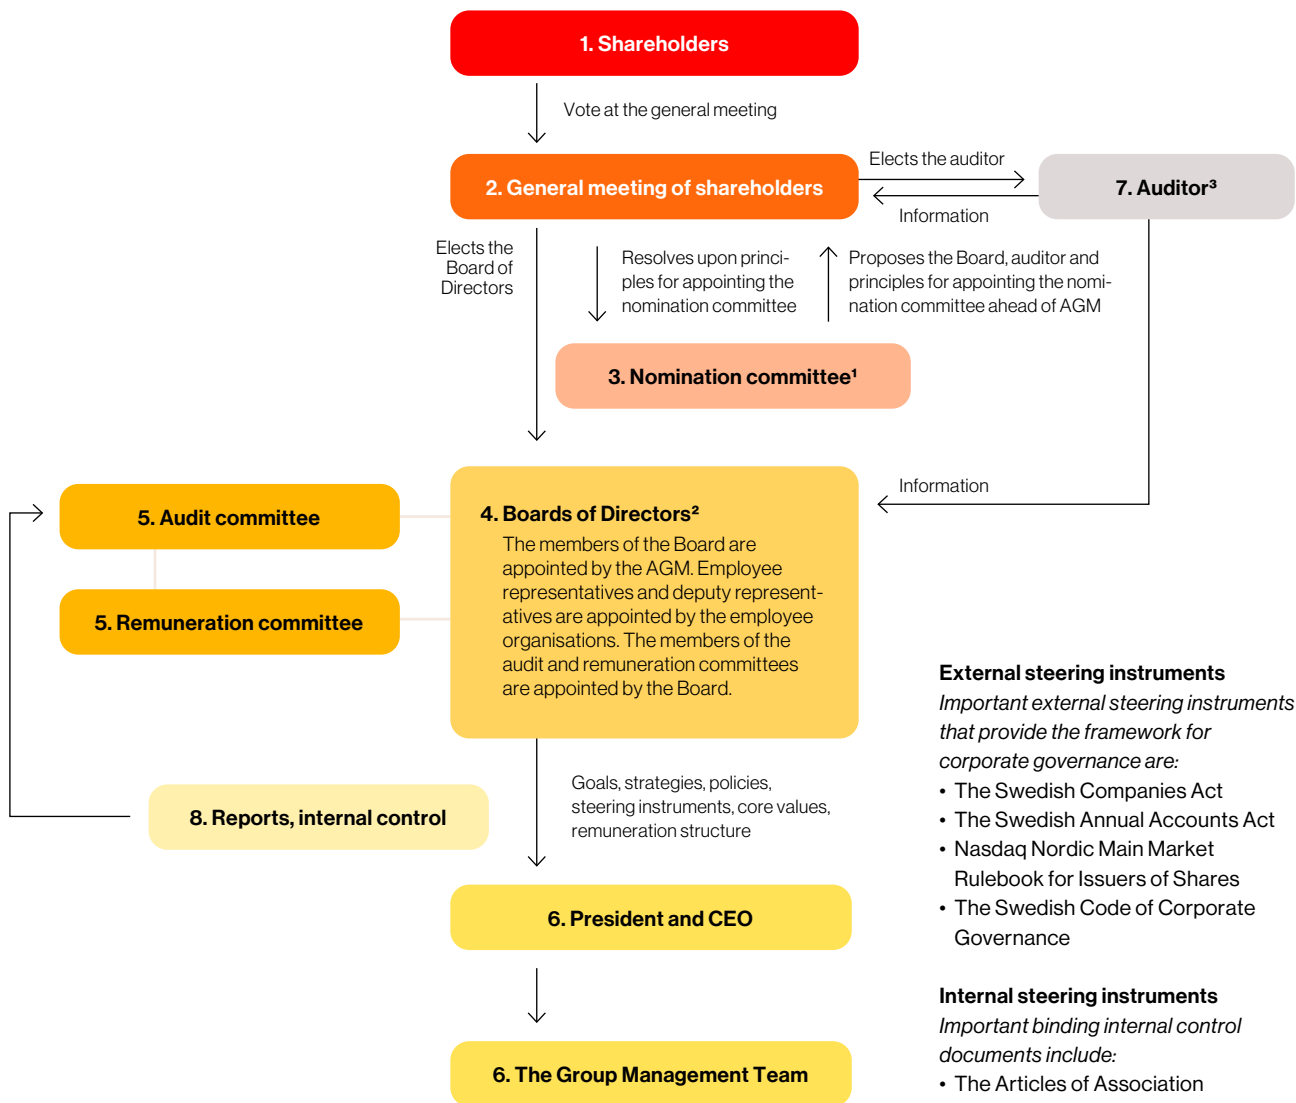 1. Shareholders
Vote at the general meeting
2. General meeting of shareholders
Elects the auditor
Information
7. Auditor³
Elects the
Board of
Directors
Resolves upon princi-
ples for appointing the
nomination committee
Proposes the Board, auditor and
principles for appointing the nomi-
nation committee ahead of AGM
3. Nomination committee¹
Information
5. Audit committee
5. Remuneration committee
4. Boards of Directors²
The members of the Board are
appointed by the AGM. Employee
representatives and deputy represent-
atives are appointed by the employee
organisations. The members of the
audit and remuneration committees
are appointed by the Board.
8. Reports, internal control
Goals, strategies, policies,
steering instruments, core values,
remuneration structure
6. President and CEO
6. The Group Management Team
External steering instruments
Important external steering instruments
that provide the framework for
corporate governance are:
• The Swedish Companies Act
• The Swedish Annual Accounts Act
• Nasdaq Nordic Main Market
Rulebook for Issuers of Shares
• The Swedish Code of Corporate
Governance
Internal steering instruments
Important binding internal control
documents include:
• The Articles of Association